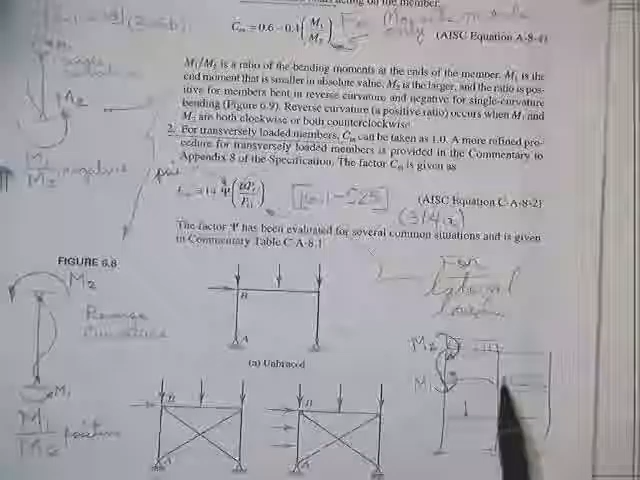 acting on the member.
Cm = 0.6 − 0.4 (M1/M2)
only
(AISC Equation A-8-4)
M1/M2 is a ratio of the bending moments at the ends of the member. M1 is the
end moment that is smaller in absolute value, M2 is the larger, and the ratio is pos-
itive for members bent in reverse curvature and negative for single-curvature
bending (Figure 6.9). Reverse curvature (a positive ratio) occurs when M1 and
M2 are both clockwise or both counterclockwise.
2. For transversely loaded members, Cm can be taken as 1.0. A more refined pro-
cedure for transversely loaded members is provided in the Commentary to
Appendix 8 of the Specification. The factor Cm is given as
M1/M2 negative
[16.1-525]
(AISC Equation C-A-8-2)
The factor Ψ has been evaluated for several common situations and is given
in Commentary Table C-A-8.1
FIGURE 6.8
M2
Reverse
curvature
M1
M1/M2 positive
For
lateral
B
A
(a) Unbraced
M2
M1
B
A
B
A